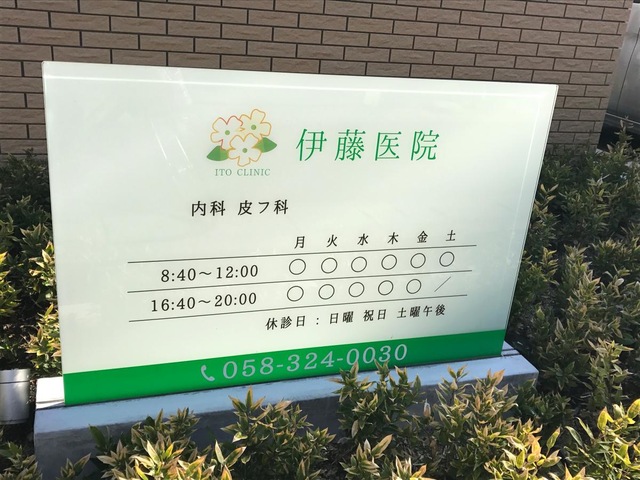 伊藤医院
ITO CLINIC
内科 皮フ科
月 火 水 木 金 土
8:40～12:00 ○ ○ ○ ○ ○ ○
16:40～20:00 ○ ○ ○ ○ ○ ／
休診日 : 日曜 祝日 土曜午後
058-324-0030